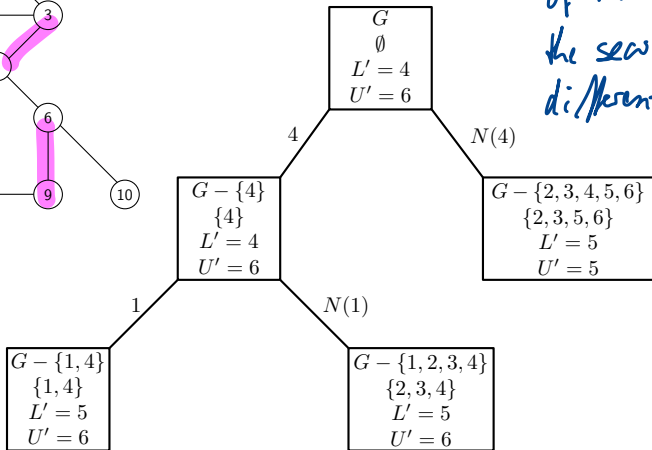 3
6
9
10
G
∅
L′ = 4
U′ = 6
the
4
N(4)
G − {4}
{4}
L′ = 4
U′ = 6
G − {2, 3, 4, 5, 6}
{2, 3, 5, 6}
L′ = 5
U′ = 5
1
N(1)
G − {1, 4}
{1, 4}
L′ = 5
U′ = 6
G − {1, 2, 3, 4}
{2, 3, 4}
L′ = 5
U′ = 6